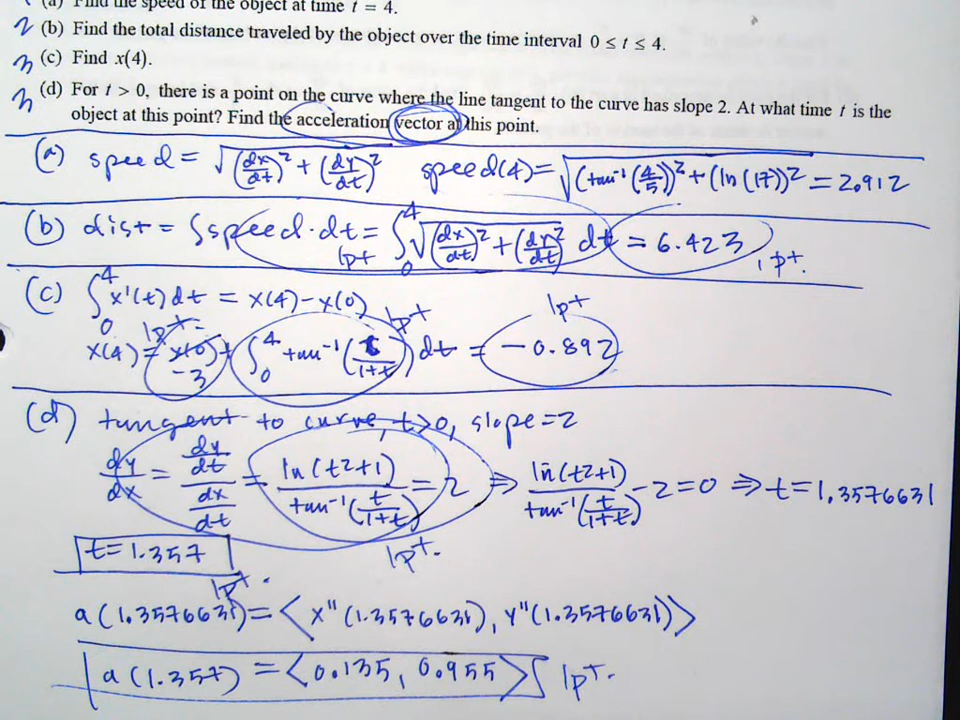 (a) Find the speed of the object at time t = 4.
2 (b) Find the total distance traveled by the object over the time interval 0 ≤ t ≤ 4.
3 (c) Find x(4).
3 (d) For t > 0, there is a point on the curve where the line tangent to the curve has slope 2. At what time t is the
object at this point? Find the acceleration vector at this point.
(a) speed = √((dx/dt)² + (dy/dt)²) speed(4) = √((tan⁻¹(4/5))² + (ln(17))²) = 2.912
(b) dist = ∫speed·dt = ∫₀⁴ √((dx/dt)² + (dy/dt)²) dt = 6.423
1pt 1pt.
(c) ∫₀⁴ x'(t)dt = x(4) - x(0)
1pt. 1pt 1pt
x(4) = x(0) + ∫₀⁴ tan⁻¹(t/(1+t)) dt = -0.892
-3
(d) tangent to curve, t>0, slope=2
dy/dx = (dy/dt)/(dx/dt) = ln(t²+1)/tan⁻¹(t/(1+t)) = 2 ⇒ ln(t²+1)/tan⁻¹(t/(1+t)) - 2 = 0 ⇒ t = 1.3576631
t = 1.357 1pt.
1pt.
a(1.3576631) = ⟨x"(1.3576631), y"(1.3576631)⟩
a(1.357) = ⟨0.135, 0.955⟩ 1pt.